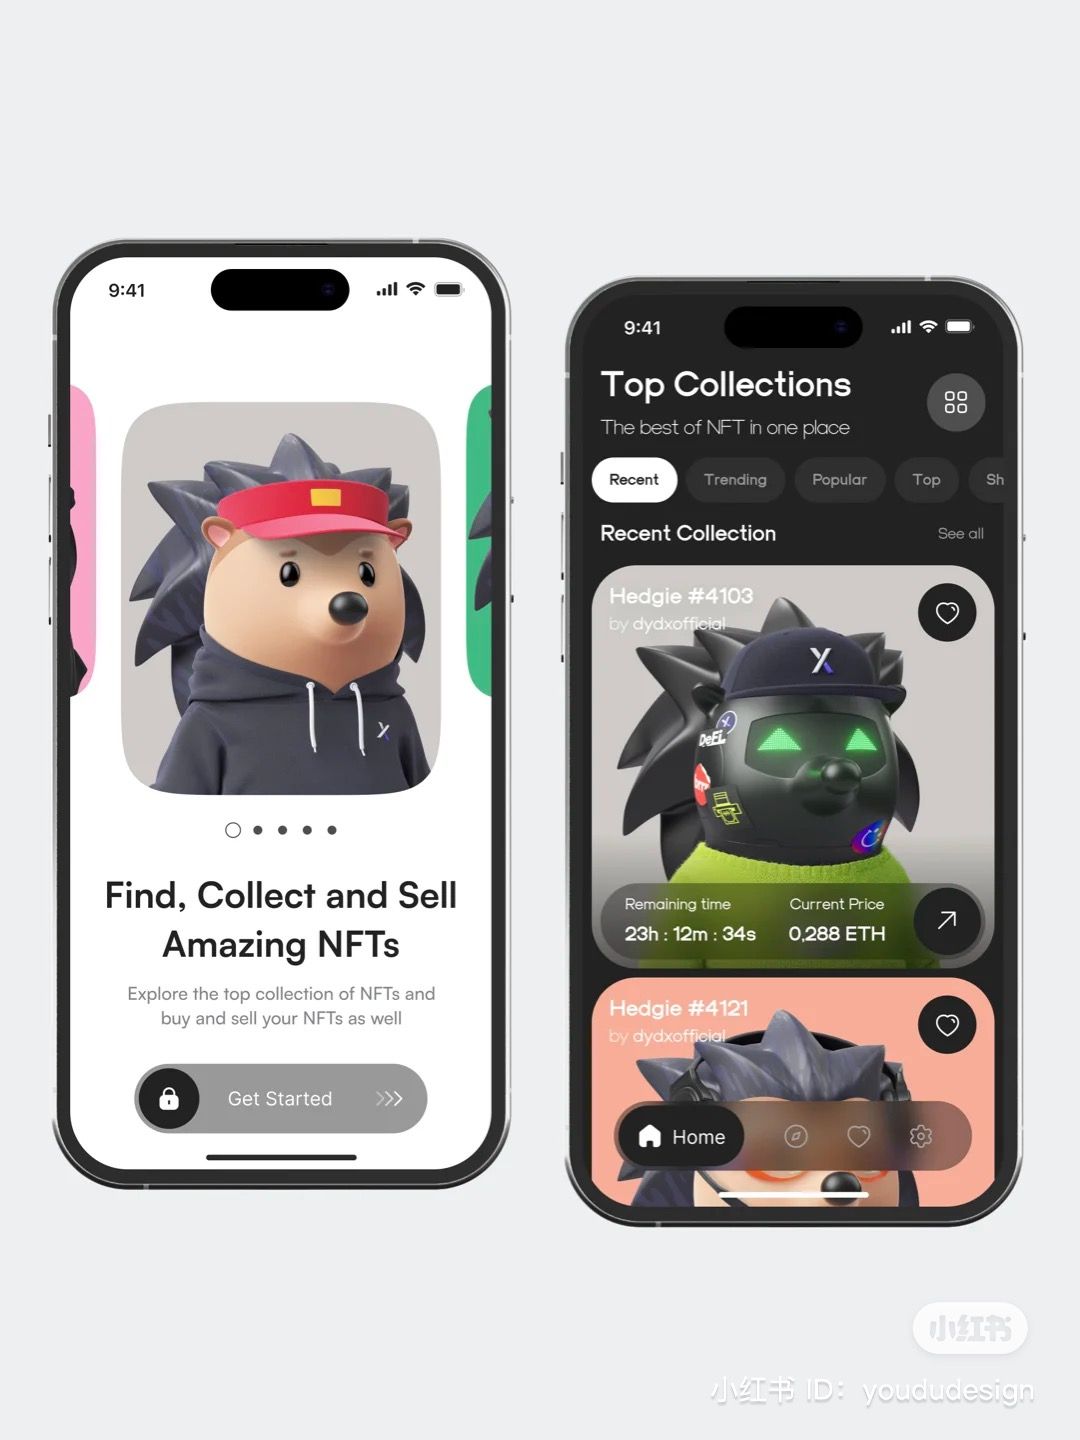 9:41
Find, Collect and Sell
Amazing NFTs
Explore the top collection of NFTs and
buy and sell your NFTs as well
Get Started
9:41
Top Collections
The best of NFT in one place
Recent
Trending
Popular
Top
Sh
Recent Collection
See all
Hedgie #4103
by dydxofficial
DeFi
Remaining time
Current Price
23h : 12m : 34s
0,288 ETH
Hedgie #4121
by dydxofficial
Home
小红书
小红书 ID: yoududesign